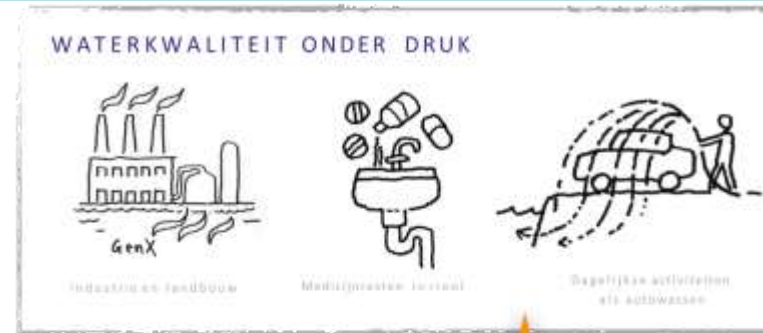 WATERKWALITEIT ONDER DRUK
GenX
Industrie en landbouw
Medicijnresten in riool
Dagelijkse activiteiten
als autowassen